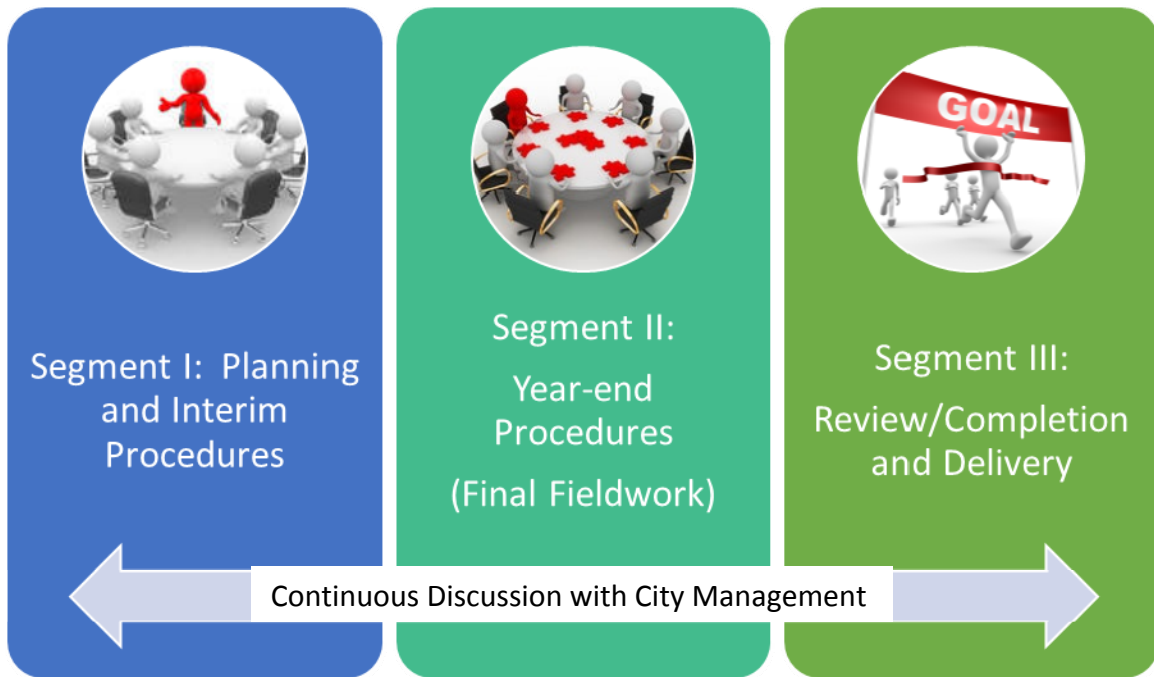 GOAL
Segment I: Planning
and Interim
Procedures
Segment II:
Year-end
Procedures
(Final Fieldwork)
Segment III:
Review/Completion
and Delivery
Continuous Discussion with City Management